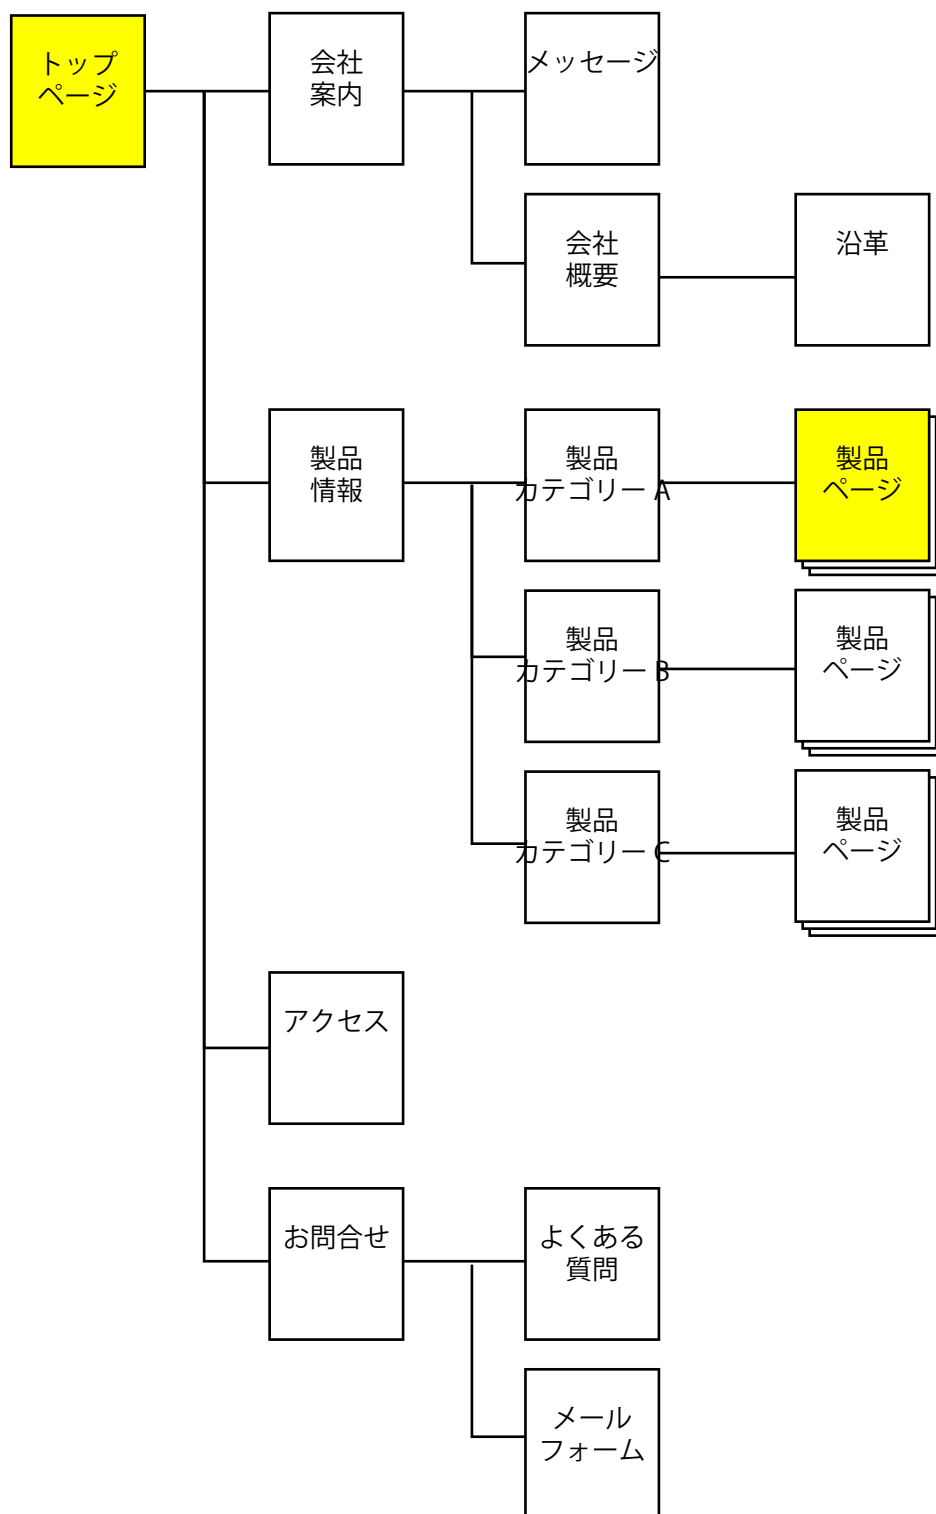 トップ
ページ
会社
案内
メッセージ
会社
概要
沿革
製品
情報
製品
カテゴリー A
製品
ページ
製品
カテゴリー B
製品
ページ
製品
カテゴリー C
製品
ページ
アクセス
お問合せ
よくある
質問
メール
フォーム